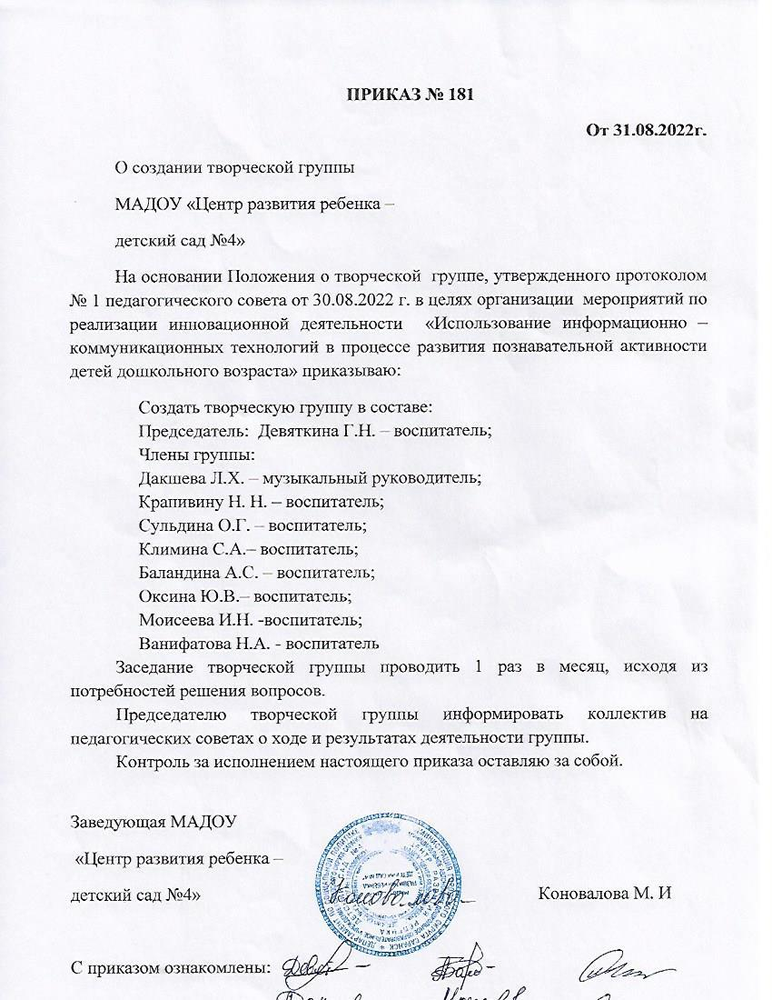 ПРИКАЗ № 181
От 31.08.2022г.
О создании творческой группы
МАДОУ «Центр развития ребенка –
детский сад №4»
На основании Положения о творческой группе, утвержденного протоколом
№ 1 педагогического совета от 30.08.2022 г. в целях организации мероприятий по
реализации инновационной деятельности «Использование информационно –
коммуникационных технологий в процессе развития познавательной активности
детей дошкольного возраста» приказываю:
Создать творческую группу в составе:
Председатель: Девяткина Г.Н. – воспитатель;
Члены группы:
Дакшева Л.Х. – музыкальный руководитель;
Крапивину Н. Н. – воспитатель;
Сульдина О.Г. – воспитатель;
Климина С.А.– воспитатель;
Баландина А.С. – воспитатель;
Оксина Ю.В.– воспитатель;
Моисеева И.Н. -воспитатель;
Ванифатова Н.А. - воспитатель
Заседание творческой группы проводить 1 раз в месяц, исходя из
потребностей решения вопросов.
Председателю творческой группы информировать коллектив на
педагогических советах о ходе и результатах деятельности группы.
Контроль за исполнением настоящего приказа оставляю за собой.
Заведующая МАДОУ
«Центр развития ребенка –
детский сад №4» Коновалова М. И
С приказом ознакомлены: